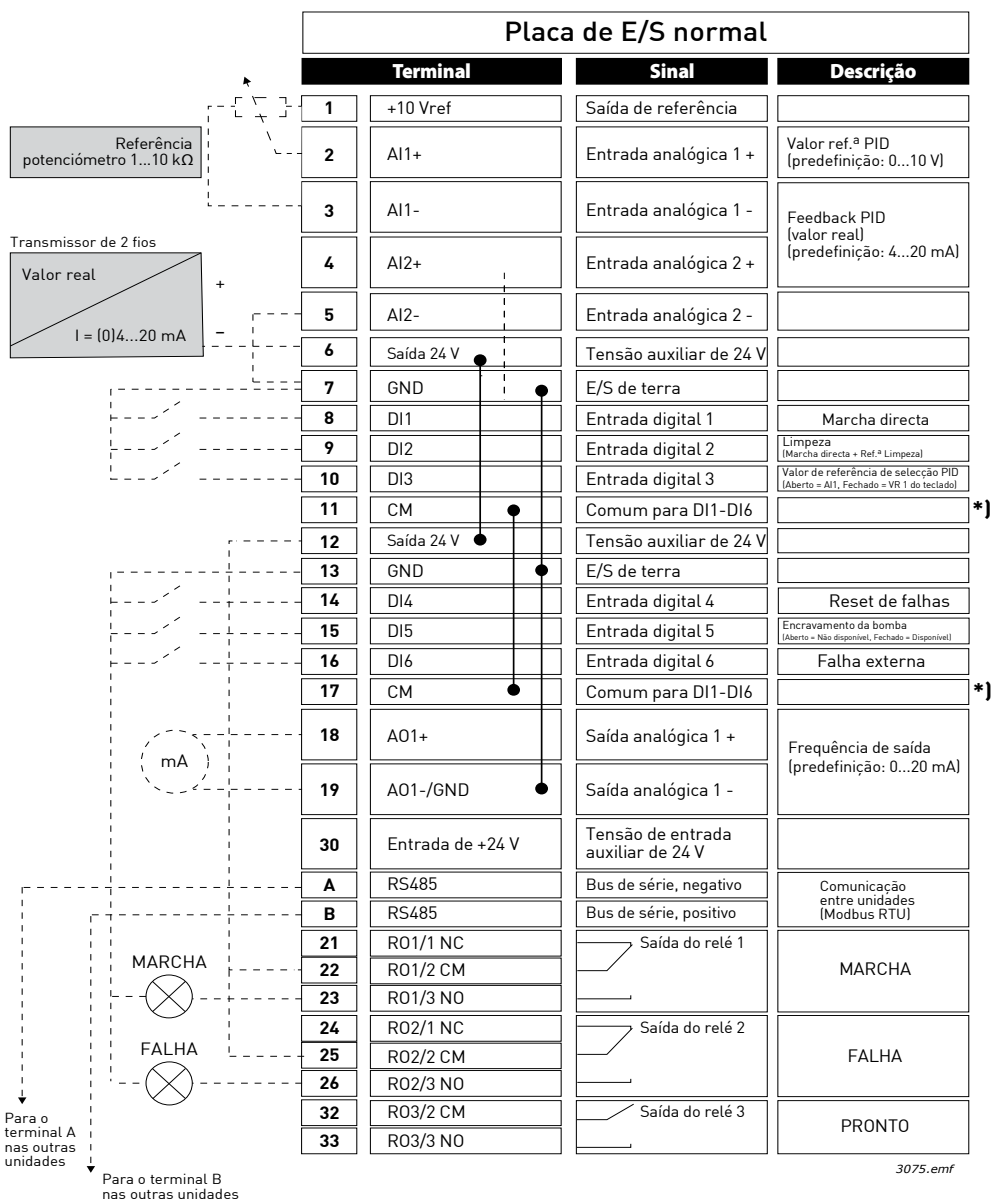 Placa de E/S normal
Terminal Sinal Descrição
1 +10 Vref Saída de referência
Referência
potenciómetro 1...10 kΩ
2 AI1+ Entrada analógica 1 + Valor ref.ª PID
(predefinição: 0...10 V)
3 AI1- Entrada analógica 1 -
Feedback PID
(valor real)
(predefinição: 4...20 mA)
Transmissor de 2 fios
Valor real
+
I = (0)4...20 mA
–
4 AI2+ Entrada analógica 2 +
5 AI2- Entrada analógica 2 -
6 Saída 24 V Tensão auxiliar de 24 V
7 GND E/S de terra
8 DI1 Entrada digital 1 Marcha directa
9 DI2 Entrada digital 2 Limpeza
(Marcha directa + Ref.ª Limpeza)
10 DI3 Entrada digital 3 Valor de referência de selecção PID
(Aberto = AI1, Fechado = VR 1 do teclado)
11 CM Comum para DI1-DI6 *)
12 Saída 24 V Tensão auxiliar de 24 V
13 GND E/S de terra
14 DI4 Entrada digital 4 Reset de falhas
15 DI5 Entrada digital 5 Encravamento da bomba
(Aberto = Não disponível, Fechado = Disponível)
16 DI6 Entrada digital 6 Falha externa
17 CM Comum para DI1-DI6 *)
18 AO1+ Saída analógica 1 +
mA
Frequência de saída
(predefinição: 0...20 mA)
19 AO1-/GND Saída analógica 1 -
30 Entrada de +24 V Tensão de entrada
auxiliar de 24 V
A RS485 Bus de série, negativo
Comunicação
entre unidades
(Modbus RTU)
B RS485 Bus de série, positivo
21 RO1/1 NC Saída do relé 1
MARCHA
22 RO1/2 CM MARCHA
23 RO1/3 NO
24 RO2/1 NC Saída do relé 2
FALHA
25 RO2/2 CM FALHA
26 RO2/3 NO
32 RO3/2 CM Saída do relé 3
PRONTO
33 RO3/3 NO
Para o
terminal A
nas outras
unidades
Para o terminal B
nas outras unidades
3075.emf